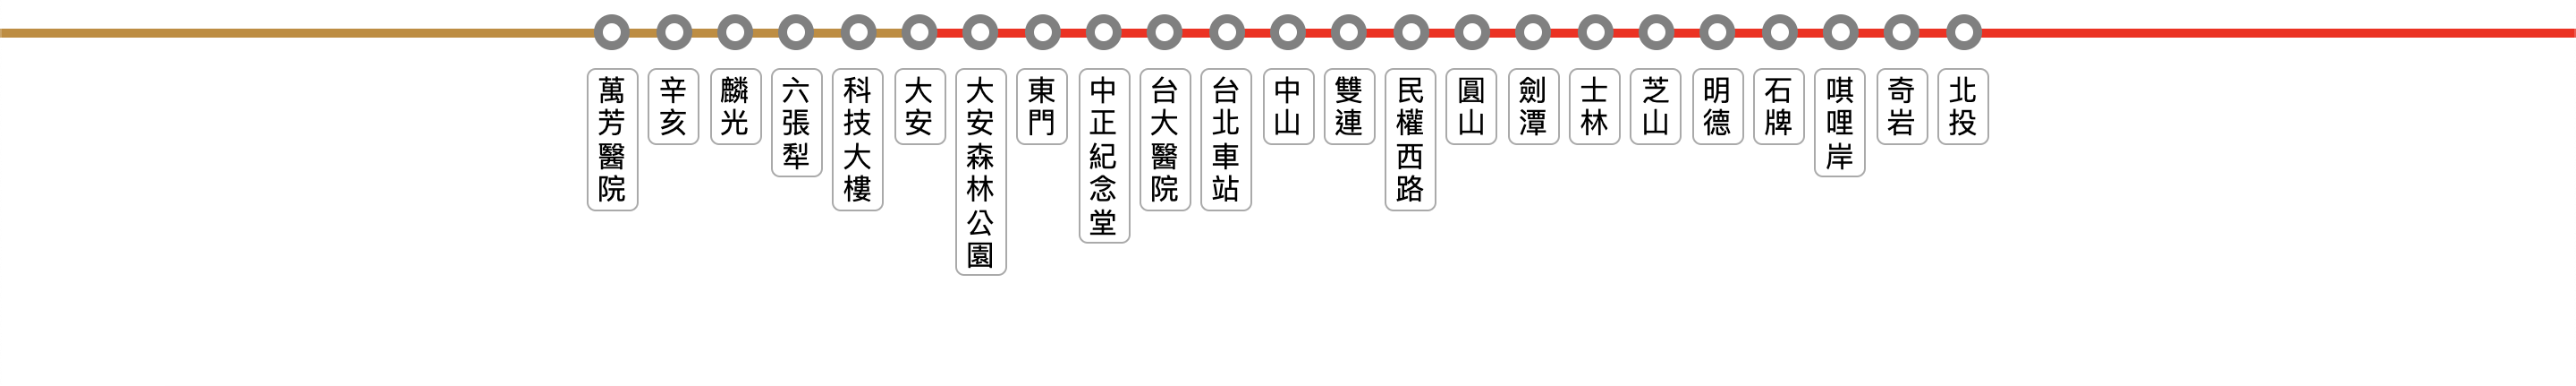 萬芳醫院
辛亥
麟光
六張犁
科技大樓
大安
大安森林公園
東門
中正紀念堂
台大醫院
台北車站
中山
雙連
民權西路
圓山
劍潭
士林
芝山
明德
石牌
唭哩岸
奇岩
北投